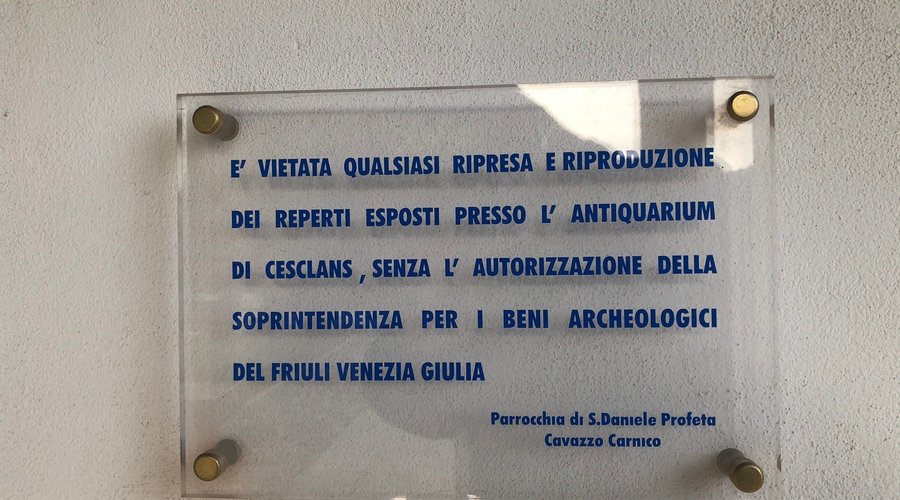 E' VIETATA QUALSIASI RIPRESA E RIPRODUZIONE
DEI REPERTI ESPOSTI PRESSO L' ANTIQUARIUM
DI CESCLANS , SENZA L' AUTORIZZAZIONE DELLA
SOPRINTENDENZA PER I BENI ARCHEOLOGICI
DEL FRIULI VENEZIA GIULIA
Parrocchia di S.Daniele Profeta
Cavazzo Carnico